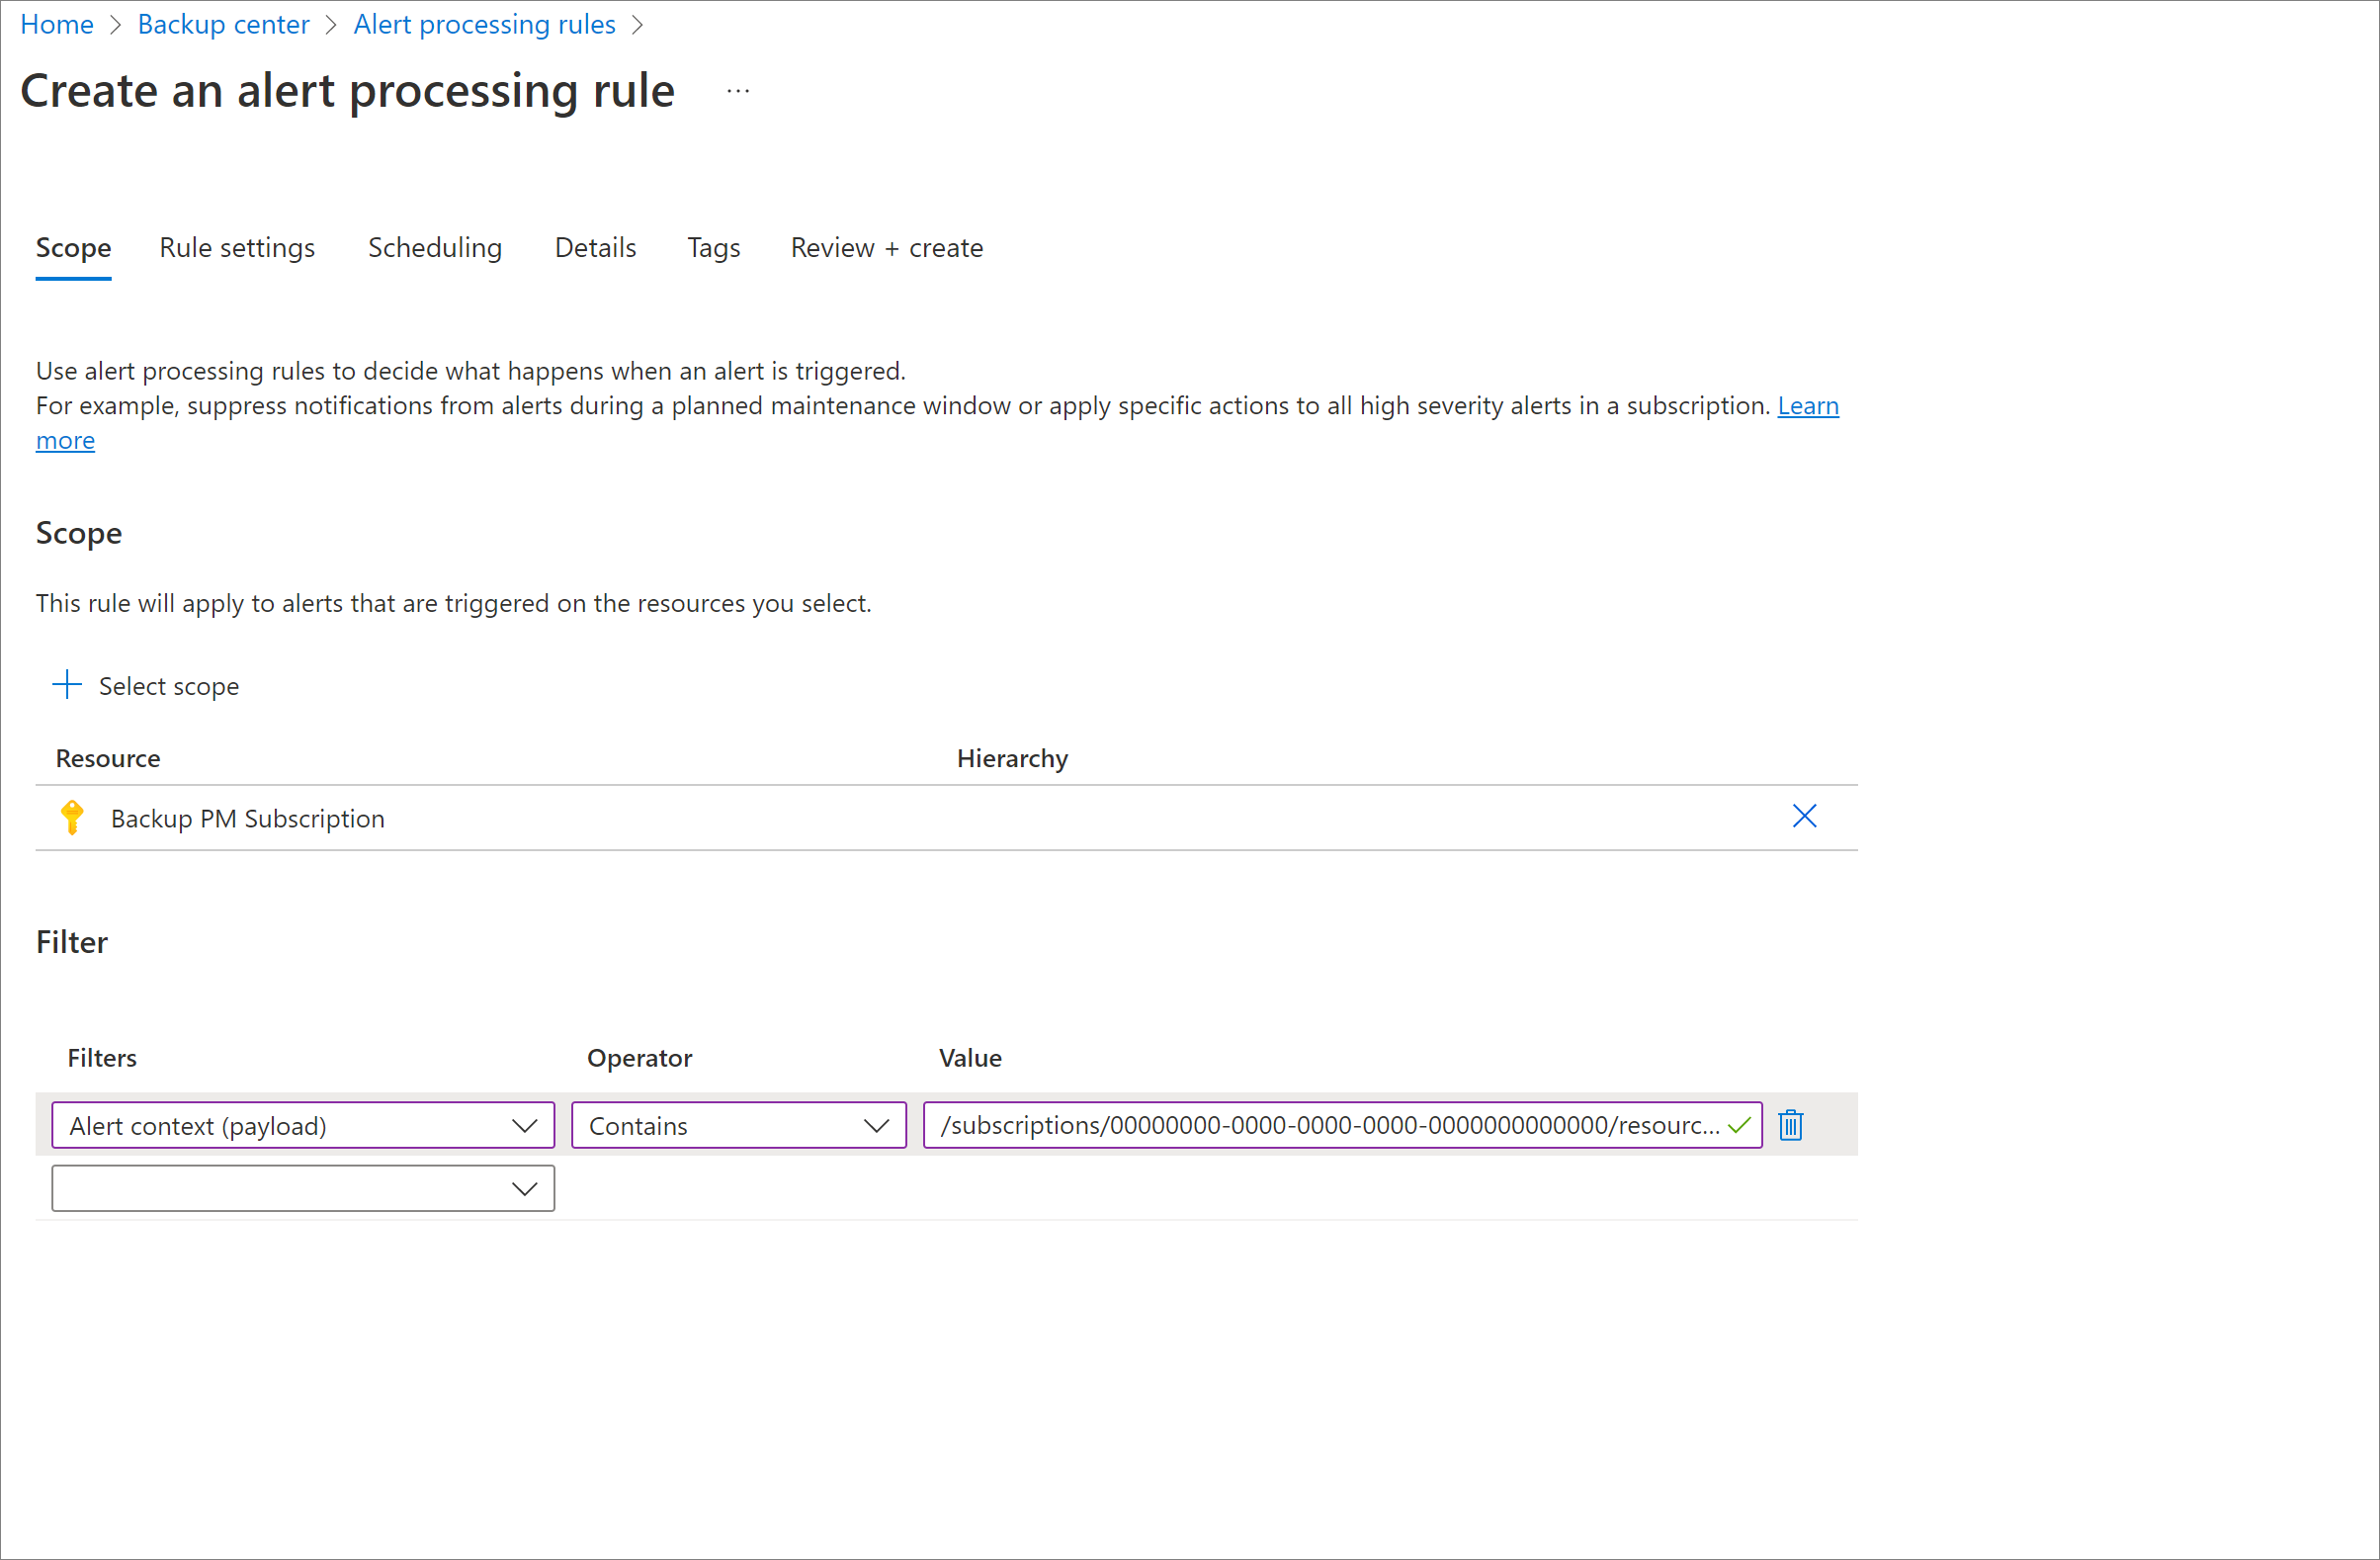 Home > Backup center > Alert processing rules >
Create an alert processing rule ...
Scope Rule settings Scheduling Details Tags Review + create
Use alert processing rules to decide what happens when an alert is triggered.
For example, suppress notifications from alerts during a planned maintenance window or apply specific actions to all high severity alerts in a subscription. Learn
more
Scope
This rule will apply to alerts that are triggered on the resources you select.
Select scope
Resource Hierarchy
Backup PM Subscription
Filter
Filters Operator Value
Alert context (payload) Contains /subscriptions/00000000-0000-0000-0000-0000000000000/resourc...